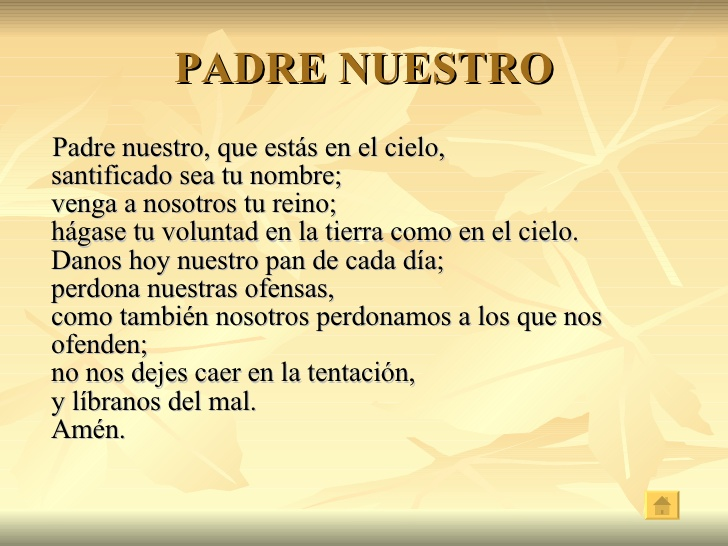 PADRE NUESTRO
Padre nuestro, que estás en el cielo,
santificado sea tu nombre;
venga a nosotros tu reino;
hágase tu voluntad en la tierra como en el cielo.
Danos hoy nuestro pan de cada día;
perdona nuestras ofensas,
como también nosotros perdonamos a los que nos
ofenden;
no nos dejes caer en la tentación,
y líbranos del mal.
Amén.